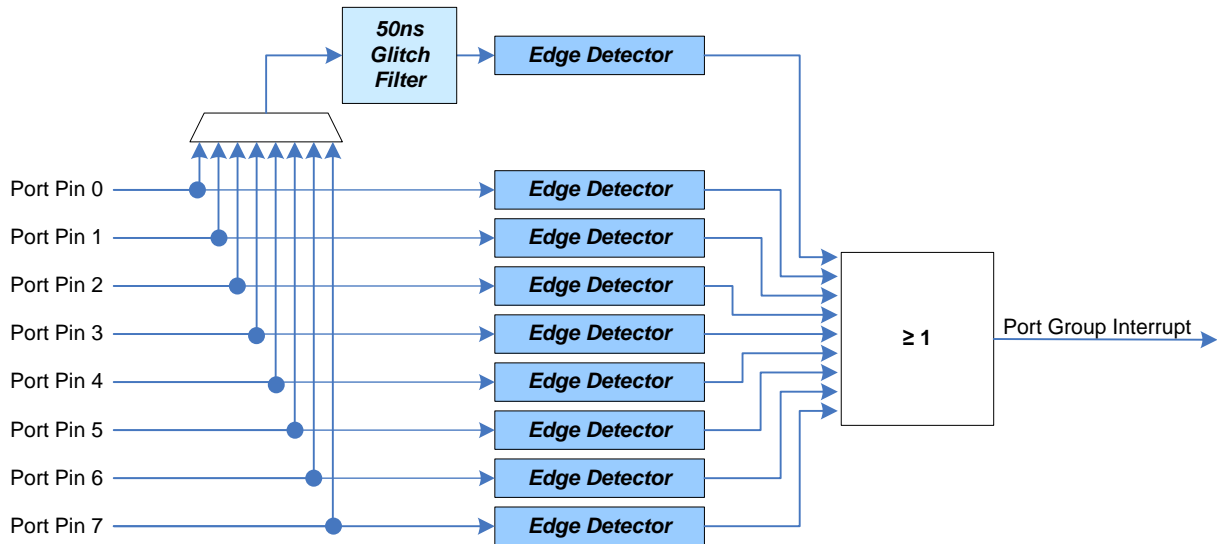 50ns
Glitch
Filter
Edge Detector
Port Pin 0
Edge Detector
Port Pin 1
Edge Detector
Port Pin 2
Edge Detector
Port Pin 3
Edge Detector
≥ 1
Port Group Interrupt
Port Pin 4
Edge Detector
Port Pin 5
Edge Detector
Port Pin 6
Edge Detector
Port Pin 7
Edge Detector